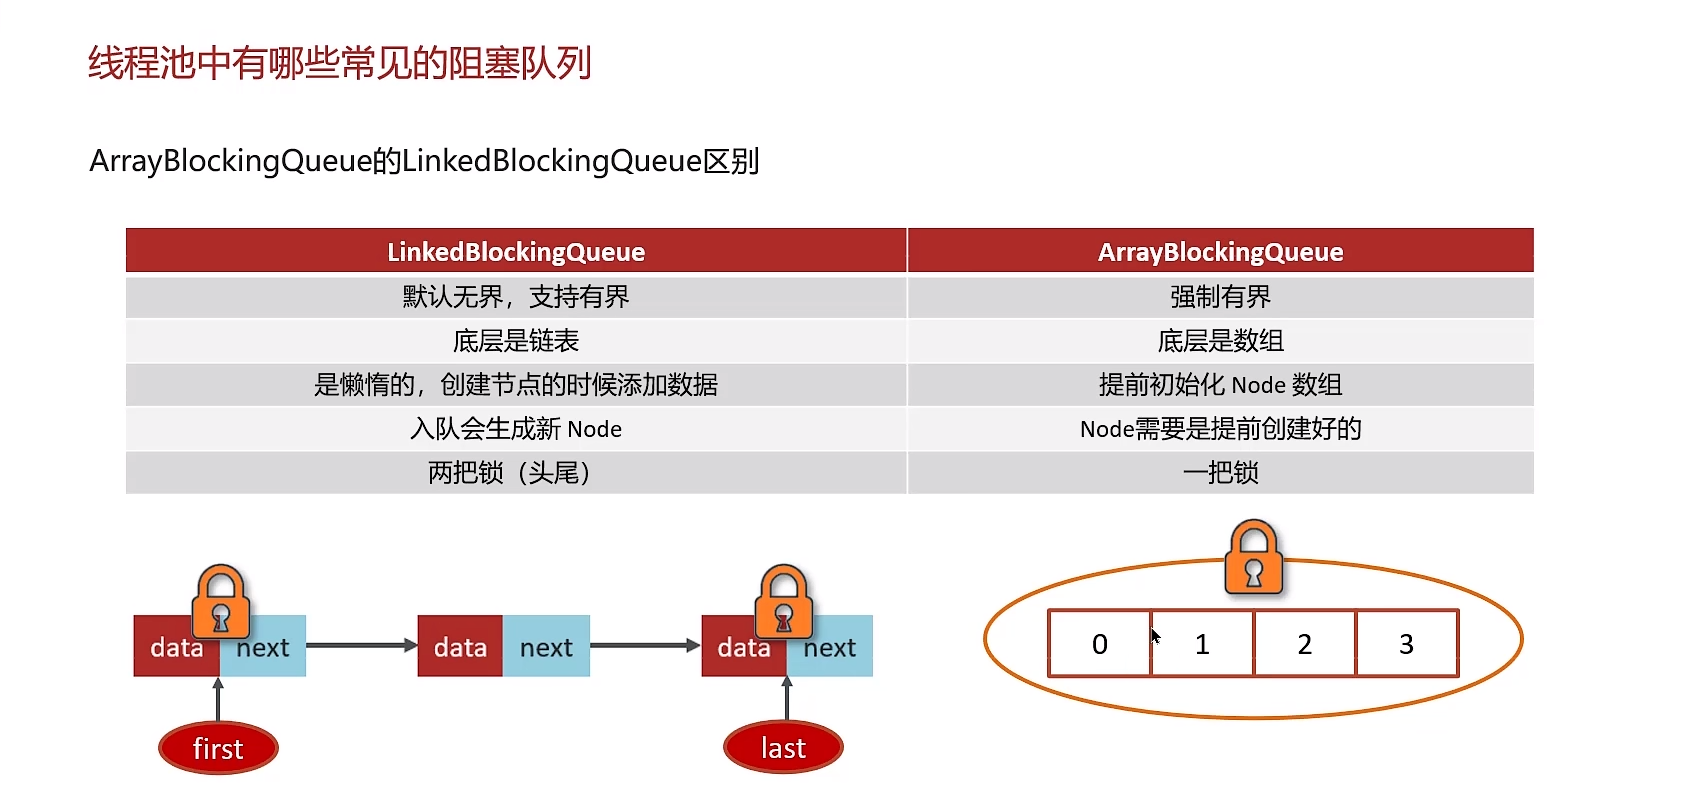 线程池中有哪些常见的阻塞队列
ArrayBlockingQueue的LinkedBlockingQueue区别
LinkedBlockingQueue ArrayBlockingQueue
默认无界，支持有界 强制有界
底层是链表 底层是数组
是懒惰的，创建节点的时候添加数据 提前初始化 Node 数组
入队会生成新 Node Node需要是提前创建好的
两把锁（头尾） 一把锁
data next data next data next 0 1 2 3
first last